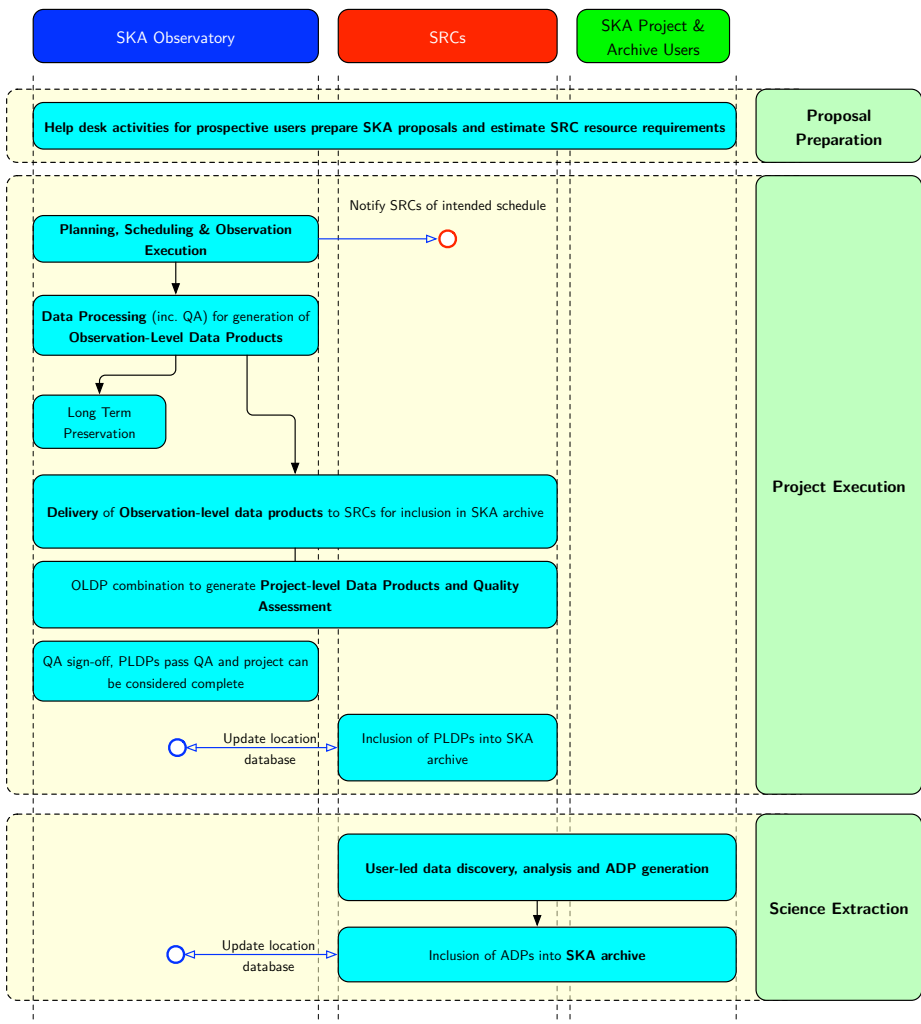 SKA Observatory
SRCs
SKA Project &
Archive Users
Help desk activities for prospective users prepare SKA proposals and estimate SRC resource requirements
Proposal
Preparation
Notify SRCs of intended schedule
Planning, Scheduling & Observation
Execution
Data Processing (inc. QA) for generation of
Observation-Level Data Products
Long Term
Preservation
Delivery of Observation-level data products to SRCs for inclusion in SKA archive
OLDP combination to generate Project-level Data Products and Quality
Assessment
QA sign-off, PLDPs pass QA and project can
be considered complete
Update location
database
Inclusion of PLDPs into SKA
archive
Project Execution
User-led data discovery, analysis and ADP generation
Update location
database
Inclusion of ADPs into SKA archive
Science Extraction